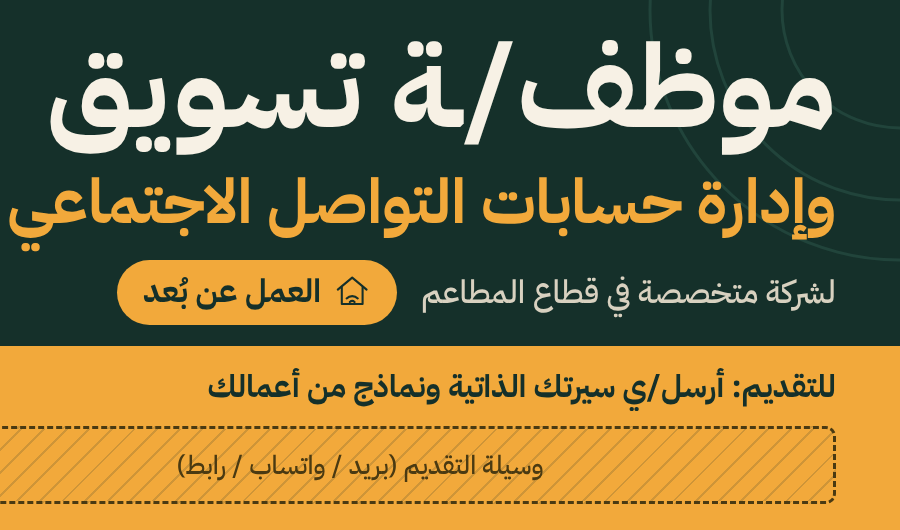 موظف/ة تسويق
وإدارة حسابات التواصل الاجتماعي
لشركة متخصصة في قطاع المطاعم
العمل عن بُعد
للتقديم: أرسل/ي سيرتك الذاتية ونماذج من أعمالك
وسيلة التقديم (بريد / واتساب / رابط)